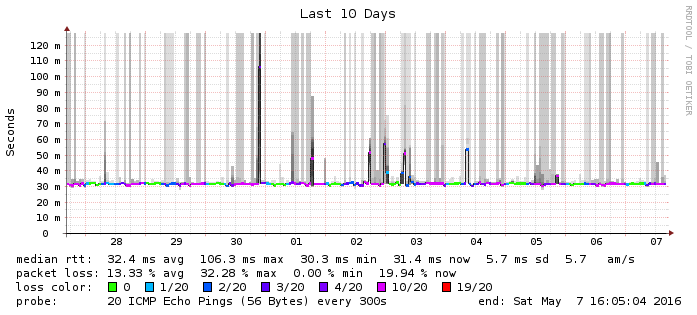 Last 10 Days
RRDTOOL / TOBI OETIKER
Seconds
120 m
110 m
100 m
90 m
80 m
70 m
60 m
50 m
40 m
30 m
20 m
10 m
0
28 29 30 01 02 03 04 05 06 07
median rtt: 32.4 ms avg 106.3 ms max 30.3 ms min 31.4 ms now 5.7 ms sd 5.7 am/s
packet loss: 13.33 % avg 32.28 % max 0.00 % min 19.94 % now
loss color: 0 1/20 2/20 3/20 4/20 10/20 19/20
probe: 20 ICMP Echo Pings (56 Bytes) every 300s end: Sat May 7 16:05:04 2016